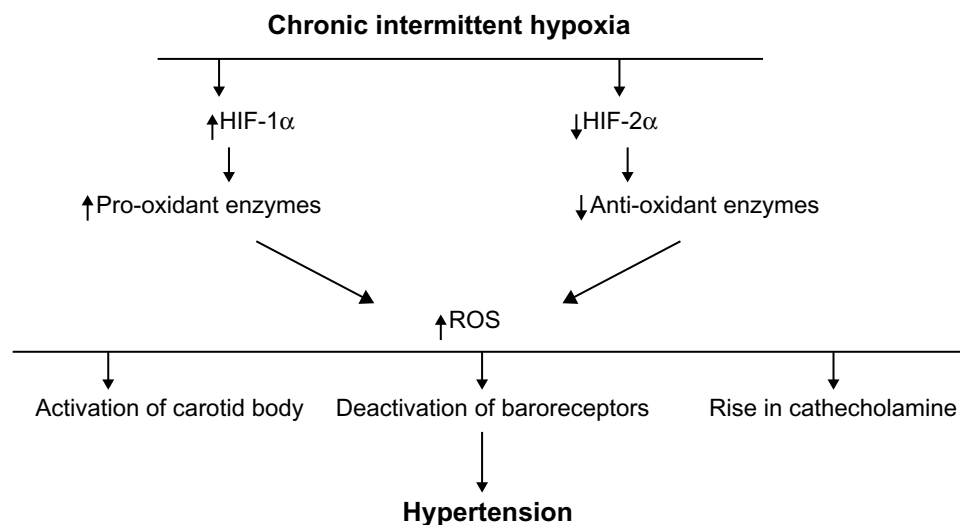 Chronic intermittent hypoxia
HIF-1α HIF-2α
Pro-oxidant enzymes Anti-oxidant enzymes
ROS
Activation of carotid body Deactivation of baroreceptors Rise in cathecholamine
Hypertension